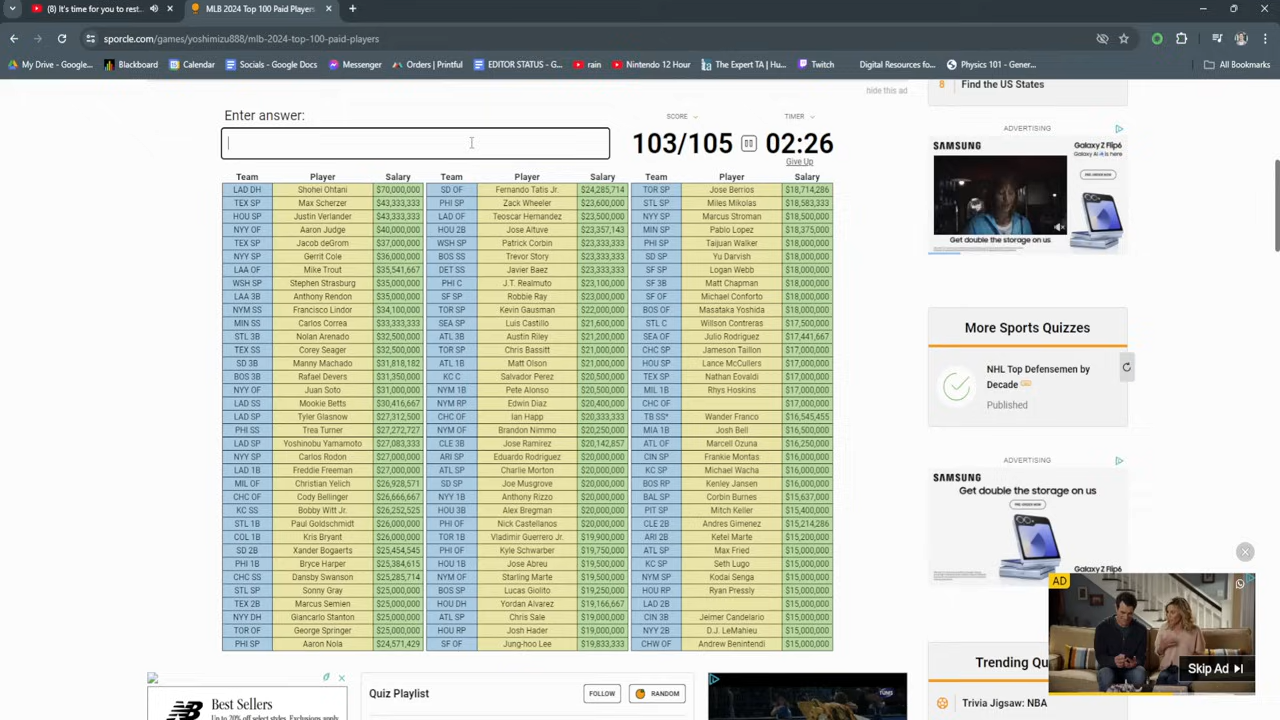 (8) It's time for you to rest
MLB 2024 Top 100 Paid Players
sporcle.com/games/yoshimizu888/mlb-2024-top-100-paid-players
My Drive - Google... Blackboard Calendar Socials - Google Docs Messenger Orders | Printful EDITOR STATUS - G... rain Nintendo 12 Hour The Expert TA | Hu... Twitch Digital Resources fo... Physics 101 - Gener... All Bookmarks
hide this ad
8 Find the US States
Enter answer:
SCORE TIMER
103/105 02:26
Give Up
ADVERTISING
SAMSUNG
Galaxy Z Flip6
Galaxy AI is here
PRE-ORDER NOW
Get double the storage on us
Team Player Salary Team Player Salary Team Player Salary
LAD DH Shohei Ohtani $70,000,000 SD OF Fernando Tatis Jr. $24,285,714 TOR SP Jose Berrios $18,714,286
TEX SP Max Scherzer $43,333,333 PHI SP Zack Wheeler $23,600,000 STL SP Miles Mikolas $18,583,333
HOU SP Justin Verlander $43,333,333 LAD OF Teoscar Hernandez $23,500,000 NYY SP Marcus Stroman $18,500,000
NYY OF Aaron Judge $40,000,000 HOU 2B Jose Altuve $23,357,143 MIN SP Pablo Lopez $18,375,000
TEX SP Jacob deGrom $37,000,000 WSH SP Patrick Corbin $23,333,333 PHI SP Taijuan Walker $18,000,000
NYY SP Gerrit Cole $36,000,000 BOS SS Trevor Story $23,333,333 SD SP Yu Darvish $18,000,000
LAA OF Mike Trout $35,541,667 DET SS Javier Baez $23,333,333 SF SP Logan Webb $18,000,000
WSH SP Stephen Strasburg $35,000,000 PHI C J.T. Realmuto $23,100,000 SF 3B Matt Chapman $18,000,000
LAA 3B Anthony Rendon $35,000,000 SF SP Robbie Ray $23,000,000 SF OF Michael Conforto $18,000,000
NYM SS Francisco Lindor $34,100,000 TOR SP Kevin Gausman $22,000,000 BOS OF Masataka Yoshida $18,000,000
MIN SS Carlos Correa $33,333,333 SEA SP Luis Castillo $21,600,000 STL C Willson Contreras $17,500,000
STL 3B Nolan Arenado $32,500,000 ATL 3B Austin Riley $21,200,000 SEA OF Julio Rodriguez $17,441,667
TEX SS Corey Seager $32,500,000 TOR SP Chris Bassitt $21,000,000 CHC SP Jameson Taillon $17,000,000
SD 3B Manny Machado $31,818,182 ATL 1B Matt Olson $21,000,000 HOU SP Lance McCullers $17,000,000
BOS 3B Rafael Devers $31,350,000 KC C Salvador Perez $20,500,000 TEX SP Nathan Eovaldi $17,000,000
NYY OF Juan Soto $31,000,000 NYM 1B Pete Alonso $20,500,000 MIL 1B Rhys Hoskins $17,000,000
LAD SS Mookie Betts $30,416,667 NYM RP Edwin Diaz $20,400,000 CHC OF $17,000,000
LAD SP Tyler Glasnow $27,312,500 CHC OF Ian Happ $20,333,333 TB SS* Wander Franco $16,545,455
PHI SS Trea Turner $27,272,727 NYM OF Brandon Nimmo $20,250,000 MIA 1B Josh Bell $16,500,000
LAD SP Yoshinobu Yamamoto $27,083,333 CLE 3B Jose Ramirez $20,142,857 ATL OF Marcell Ozuna $16,250,000
NYY SP Carlos Rodon $27,000,000 ARI SP Eduardo Rodriguez $20,000,000 CIN SP Frankie Montas $16,000,000
LAD 1B Freddie Freeman $27,000,000 ATL SP Charlie Morton $20,000,000 KC SP Michael Wacha $16,000,000
MIL OF Christian Yelich $26,928,571 SD SP Joe Musgrove $20,000,000 BOS RP Kenley Jansen $16,000,000
CHC OF Cody Bellinger $26,666,667 NYY 1B Anthony Rizzo $20,000,000 BAL SP Corbin Burnes $15,637,000
KC SS Bobby Witt Jr. $26,252,525 HOU 3B Alex Bregman $20,000,000 PIT SP Mitch Keller $15,400,000
STL 1B Paul Goldschmidt $26,000,000 PHI OF Nick Castellanos $20,000,000 CLE 2B Andres Gimenez $15,214,286
COL 1B Kris Bryant $26,000,000 TOR 1B Vladimir Guerrero Jr. $19,900,000 ARI 2B Ketel Marte $15,200,000
SD 2B Xander Bogaerts $25,454,545 PHI OF Kyle Schwarber $19,750,000 ATL SP Max Fried $15,000,000
PHI 1B Bryce Harper $25,384,615 HOU 1B Jose Abreu $19,500,000 KC SP Seth Lugo $15,000,000
CHC SS Dansby Swanson $25,285,714 NYM OF Starling Marte $19,500,000 NYM SP Kodai Senga $15,000,000
STL SP Sonny Gray $25,000,000 BOS SP Lucas Giolito $19,250,000 HOU RP Ryan Pressly $15,000,000
TEX 2B Marcus Semien $25,000,000 HOU DH Yordan Alvarez $19,166,667 LAD 2B $15,000,000
NYY DH Giancarlo Stanton $25,000,000 ATL SP Chris Sale $19,000,000 CIN 3B Jeimer Candelario $15,000,000
TOR OF George Springer $25,000,000 HOU RP Josh Hader $19,000,000 NYY 2B D.J. LeMahieu $15,000,000
PHI SP Aaron Nola $24,571,429 SF OF Jung-hoo Lee $19,833,333 CHW OF Andrew Benintendi $15,000,000
More Sports Quizzes
NHL Top Defensemen by
Decade
Published
ADVERTISING
SAMSUNG
Get double the storage on us
PRE-ORDER NOW
Galaxy Z Flip6
AD
Skip Ad
Trending Qu
Trivia Jigsaw: NBA
Best Sellers
Up to 20% off select styles. Exclusions apply.
Quiz Playlist FOLLOW RANDOM